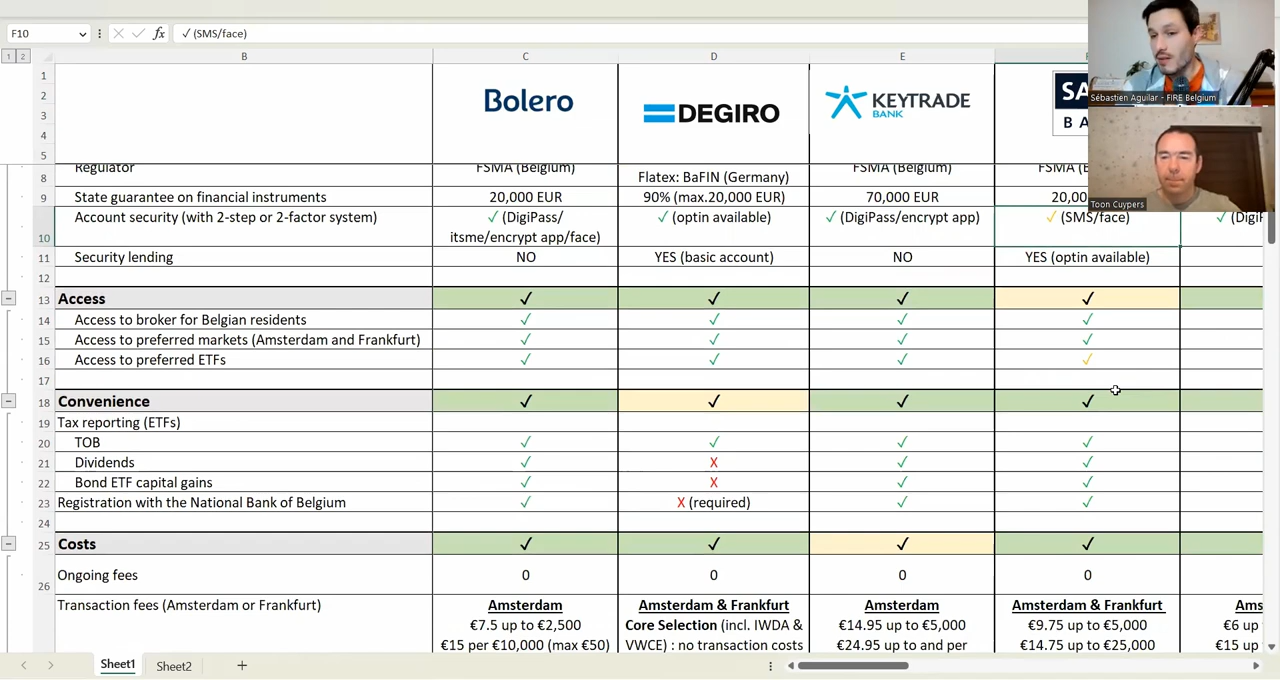 F10 fx ✓ (SMS/face)
1 2 B C D E
1
2 Bolero DEGIRO KEYTRADE BANK SA
3 BA
4
5
Sébastien Aguilar - FIRE Belgium
Toon Cuypers
Regulator FSMA (Belgium) FSMA (Belgium)
8 Flatex: BaFIN (Germany)
9 State guarantee on financial instruments 20,000 EUR 90% (max.20,000 EUR) 70,000 EUR 20,00
10 Account security (with 2-step or 2-factor system) ✓ (DigiPass/ ✓ (optin available) ✓ (DigiPass/encrypt app) ✓ (SMS/face)
itsme/encrypt app/face)
11 Security lending NO YES (basic account) NO YES (optin available)
12
13 Access ✓ ✓ ✓ ✓
14 Access to broker for Belgian residents ✓ ✓ ✓ ✓
15 Access to preferred markets (Amsterdam and Frankfurt) ✓ ✓ ✓ ✓
16 Access to preferred ETFs ✓ ✓ ✓ ✓
17
18 Convenience ✓ ✓ ✓ ✓
19 Tax reporting (ETFs)
20 TOB ✓ ✓ ✓ ✓
21 Dividends ✓ X ✓ ✓
22 Bond ETF capital gains ✓ X ✓ ✓
23 Registration with the National Bank of Belgium ✓ X (required) ✓ ✓
24
25 Costs ✓ ✓ ✓ ✓
26 Ongoing fees 0 0 0 0
Transaction fees (Amsterdam or Frankfurt) Amsterdam Amsterdam & Frankfurt Amsterdam Amsterdam & Frankfurt Ams
€7.5 up to €2,500 Core Selection (incl. IWDA & €14.95 up to €5,000 €9.75 up to €5,000 €6 up
€15 per €10,000 (max €50) VWCE) : no transaction costs €24.95 up to and per €14.75 up to €25,000 €15 up
Sheet1 Sheet2 +